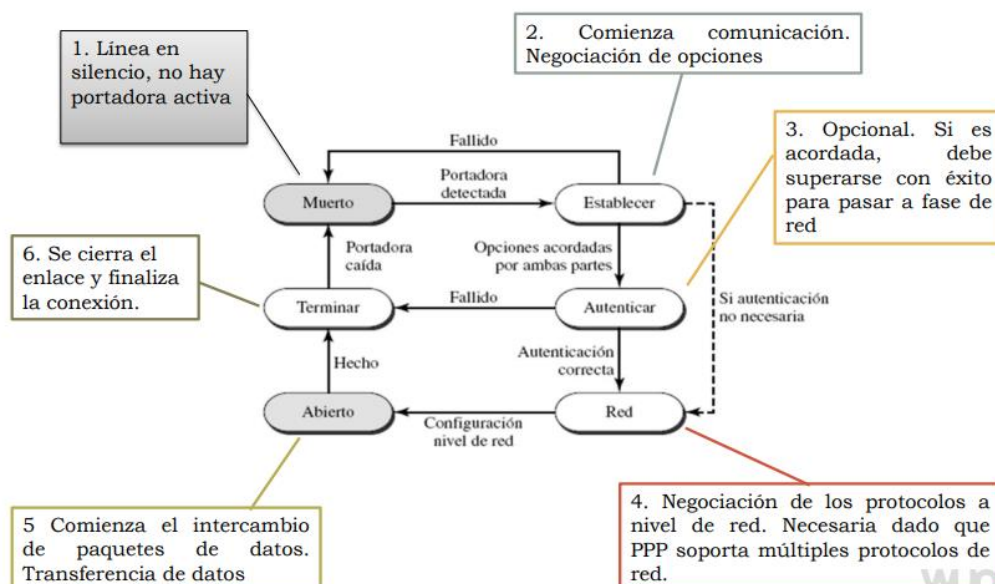 1. Línea en
silencio, no hay
portadora activa
2. Comienza comunicación.
Negociación de opciones
3. Opcional. Si es
acordada, debe
superarse con éxito
para pasar a fase de
red
Fallido
Portadora
detectada
Muerto
Establecer
6. Se cierra el
enlace y finaliza
la conexión.
Portadora
caída
Opciones acordadas
por ambas partes
Terminar
Fallido
Autenticar
Si autenticación
no necesaria
Hecho
Autenticación
correcta
Abierto
Red
Configuración
nivel de red
5 Comienza el intercambio
de paquetes de datos.
Transferencia de datos
4. Negociación de los protocolos a
nivel de red. Necesaria dado que
PPP soporta múltiples protocolos de
red.